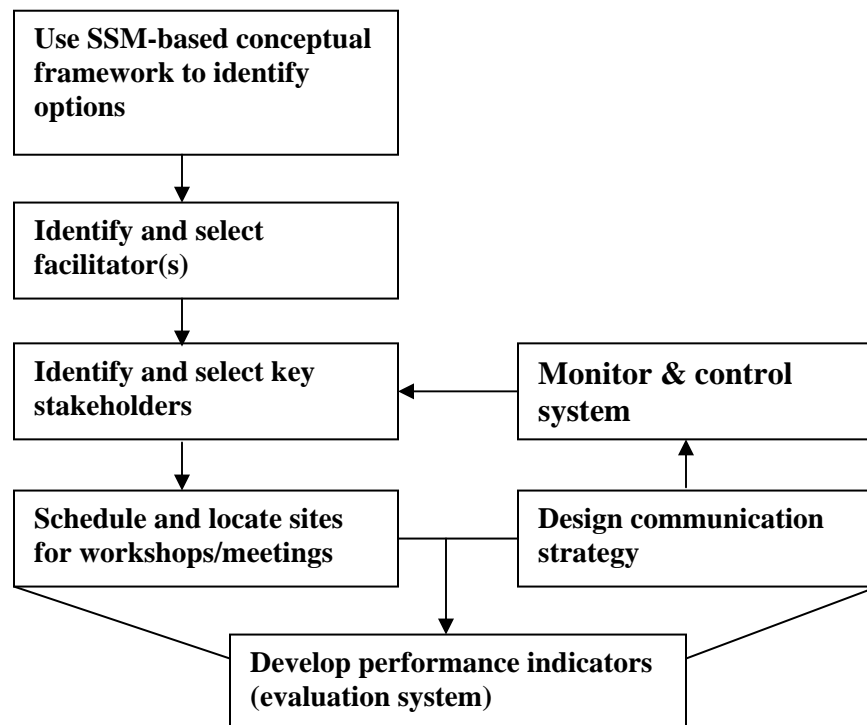 Use SSM-based conceptual
framework to identify
options
Identify and select
facilitator(s)
Identify and select key
stakeholders
Monitor & control
system
Schedule and locate sites
for workshops/meetings
Design communication
strategy
Develop performance indicators
(evaluation system)